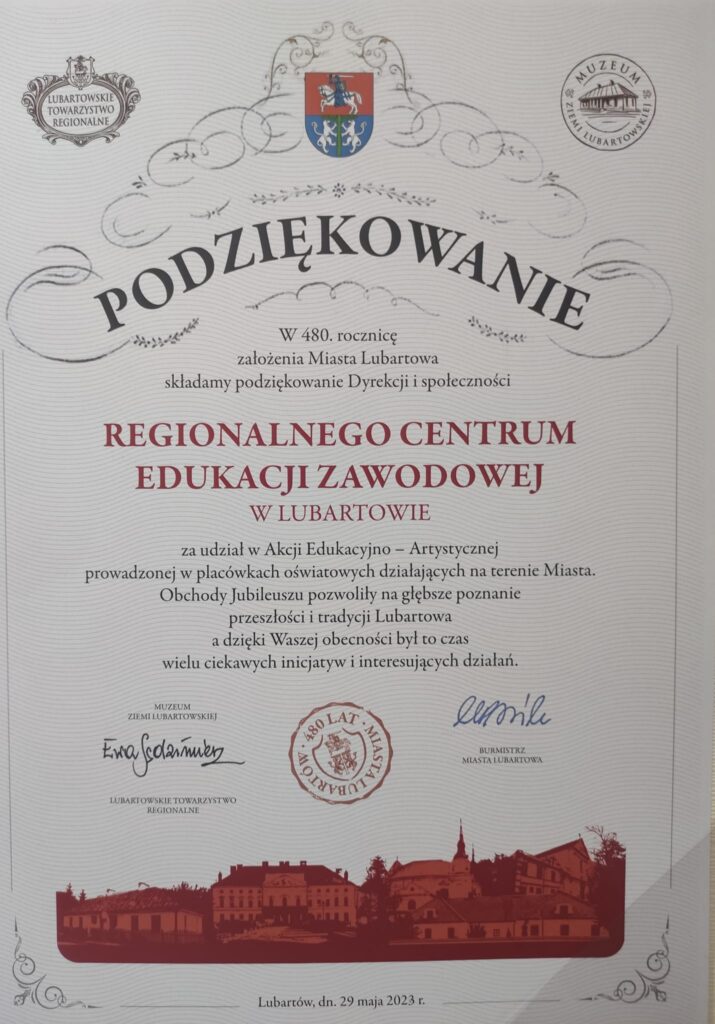 LUBARTOWSKIE
TOWARZYSTWO
REGIONALNE
MUZEUM
ZIEMI LUBARTOWSKIEJ
PODZIĘKOWANIE
W 480. rocznicę
założenia Miasta Lubartowa
składamy podziękowanie Dyrekcji i społeczności
REGIONALNEGO CENTRUM
EDUKACJI ZAWODOWEJ
W LUBARTOWIE
za udział w Akcji Edukacyjno – Artystycznej
prowadzonej w placówkach oświatowych działających na terenie Miasta.
Obchody Jubileuszu pozwoliły na głębsze poznanie
przeszłości i tradycji Lubartowa
a dzięki Waszej obecności był to czas
wielu ciekawych inicjatyw i interesujących działań.
MUZEUM
ZIEMI LUBARTOWSKIEJ
Ewa
LUBARTOWSKIE TOWARZYSTWO
REGIONALNE
480 LAT · MIASTA LUBARTÓW ·
BURMISTRZ
MIASTA LUBARTOWA
Lubartów, dn. 29 maja 2023 r.